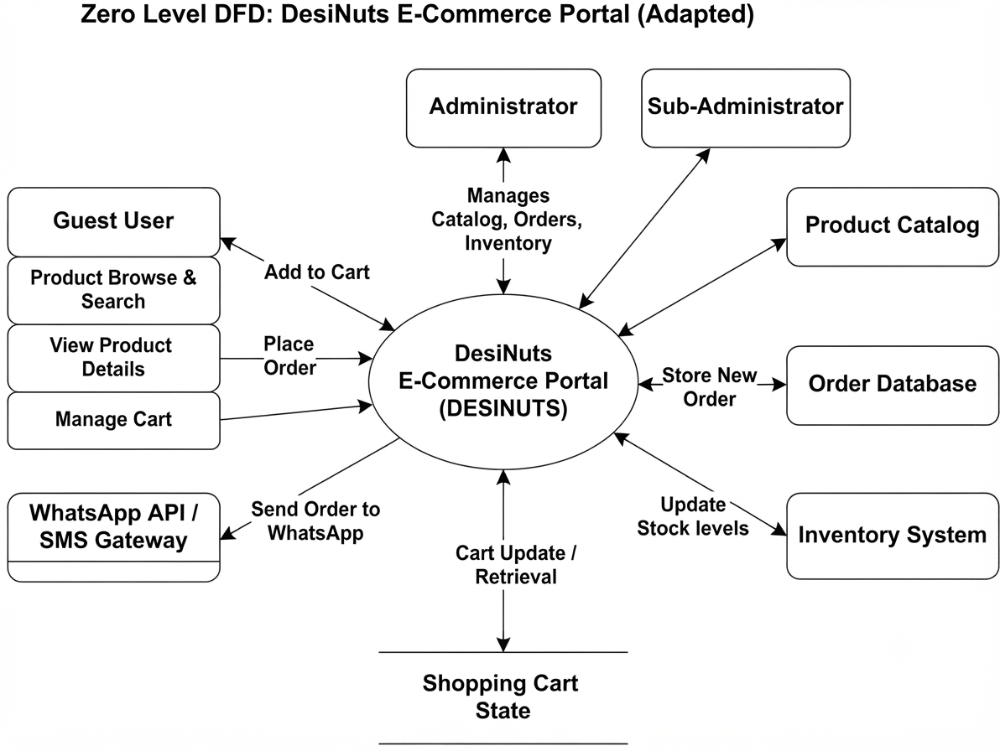 Zero Level DFD: DesiNuts E-Commerce Portal (Adapted)
Administrator
Sub-Administrator
Manages
Catalog, Orders,
Inventory
Guest User
Product Browse &
Search
View Product
Details
Manage Cart
Add to Cart
Place
Order
Product Catalog
DesiNuts
E-Commerce Portal
(DESINUTS)
Store New
Order
Order Database
WhatsApp API /
SMS Gateway
Send Order to
WhatsApp
Update
Stock levels
Inventory System
Cart Update /
Retrieval
Shopping Cart
State